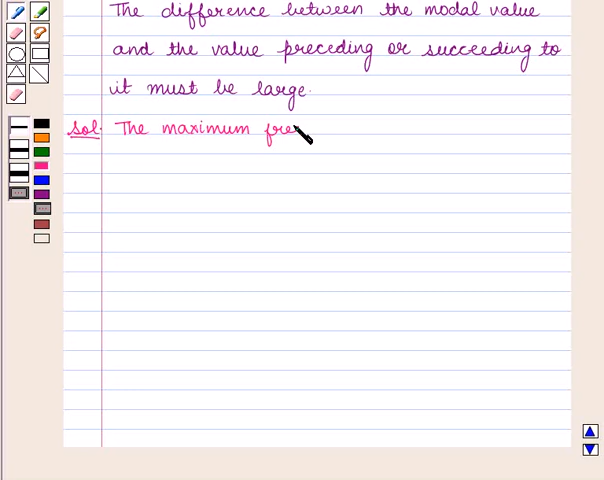 The difference between the modal value
and the value preceding or succeeding to
it must be large.
Sol. The maximum fre